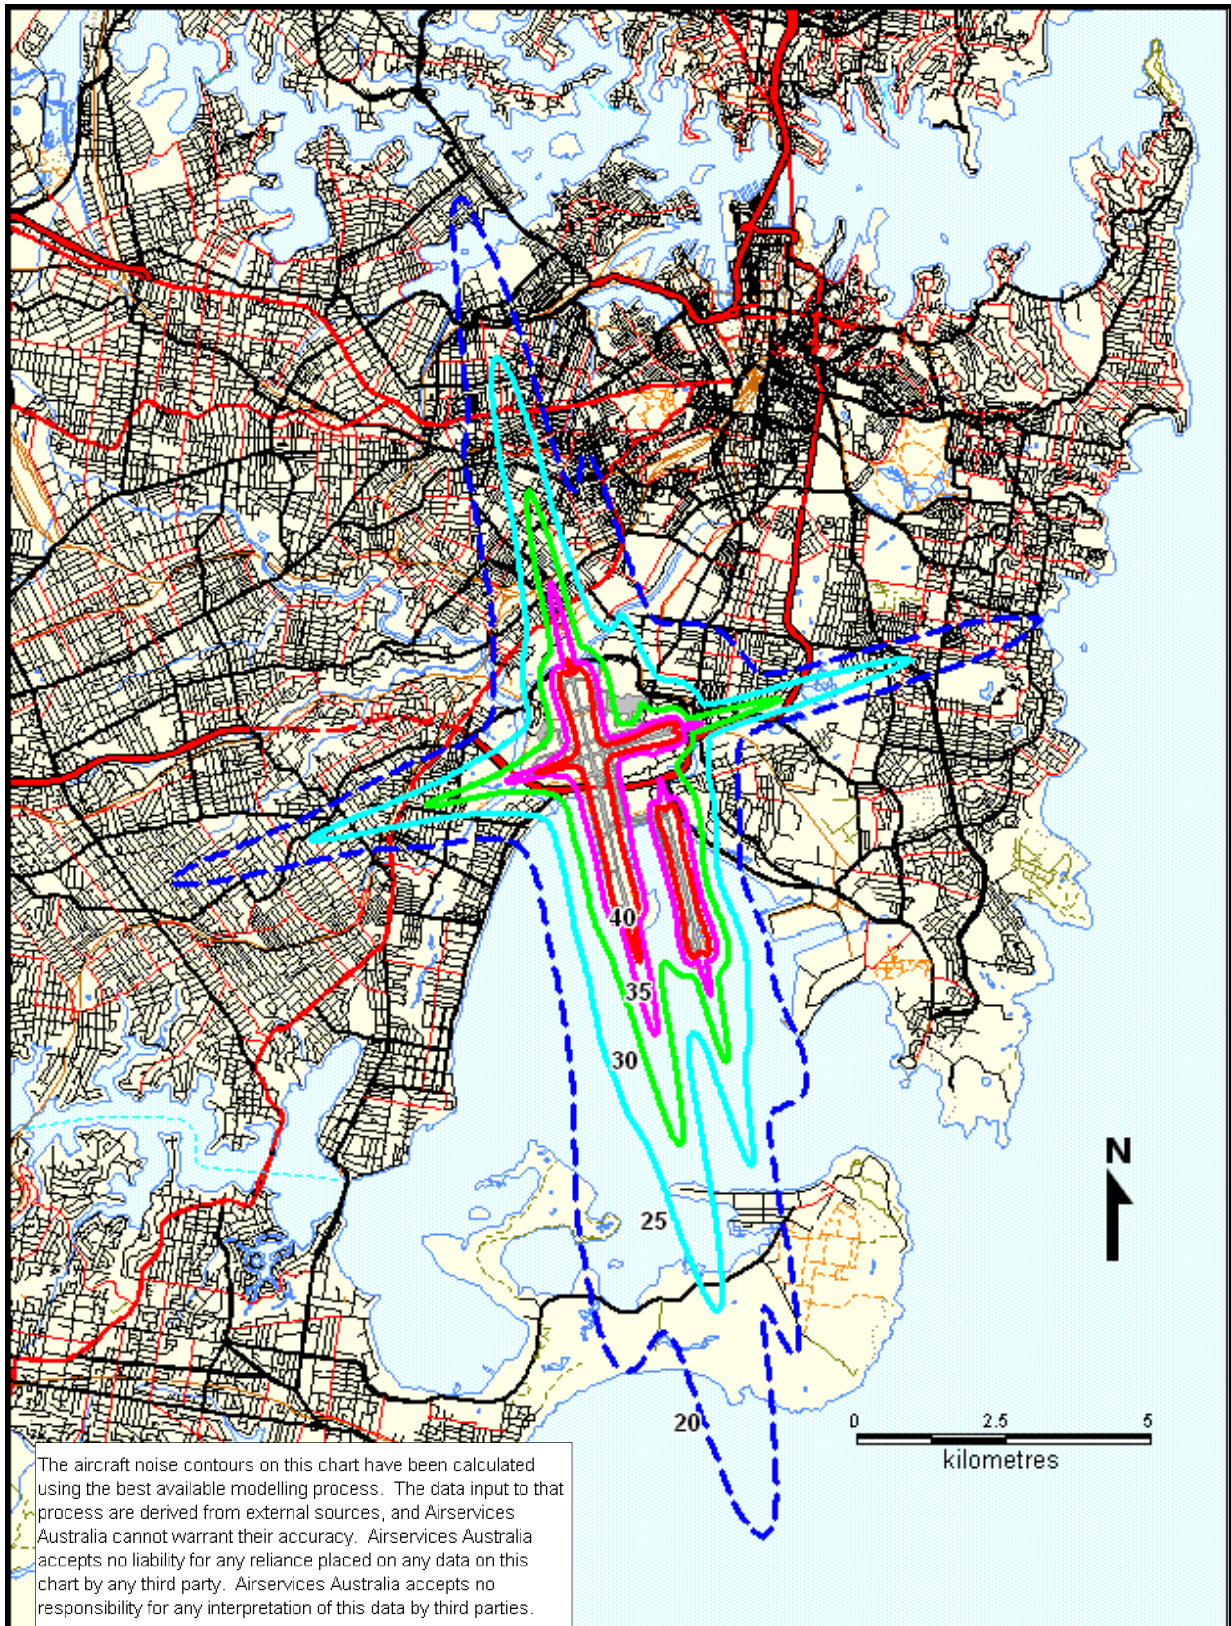 40
35
30
25
20
N
0 2.5 5
kilometres
The aircraft noise contours on this chart have been calculated
using the best available modelling process. The data input to that
process are derived from external sources, and Airservices
Australia cannot warrant their accuracy. Airservices Australia
accepts no liability for any reliance placed on any data on this
chart by any third party. Airservices Australia accepts no
responsibility for any interpretation of this data by third parties.